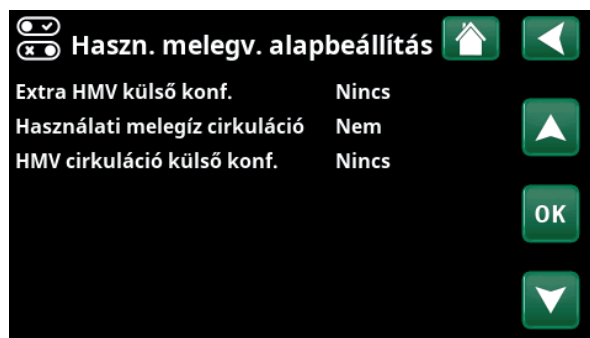 Haszn. melegv. alapbeállítás
Extra HMV külső konf. Nincs
Használati melegíz cirkuláció Nem
HMV cirkuláció külső konf. Nincs
OK